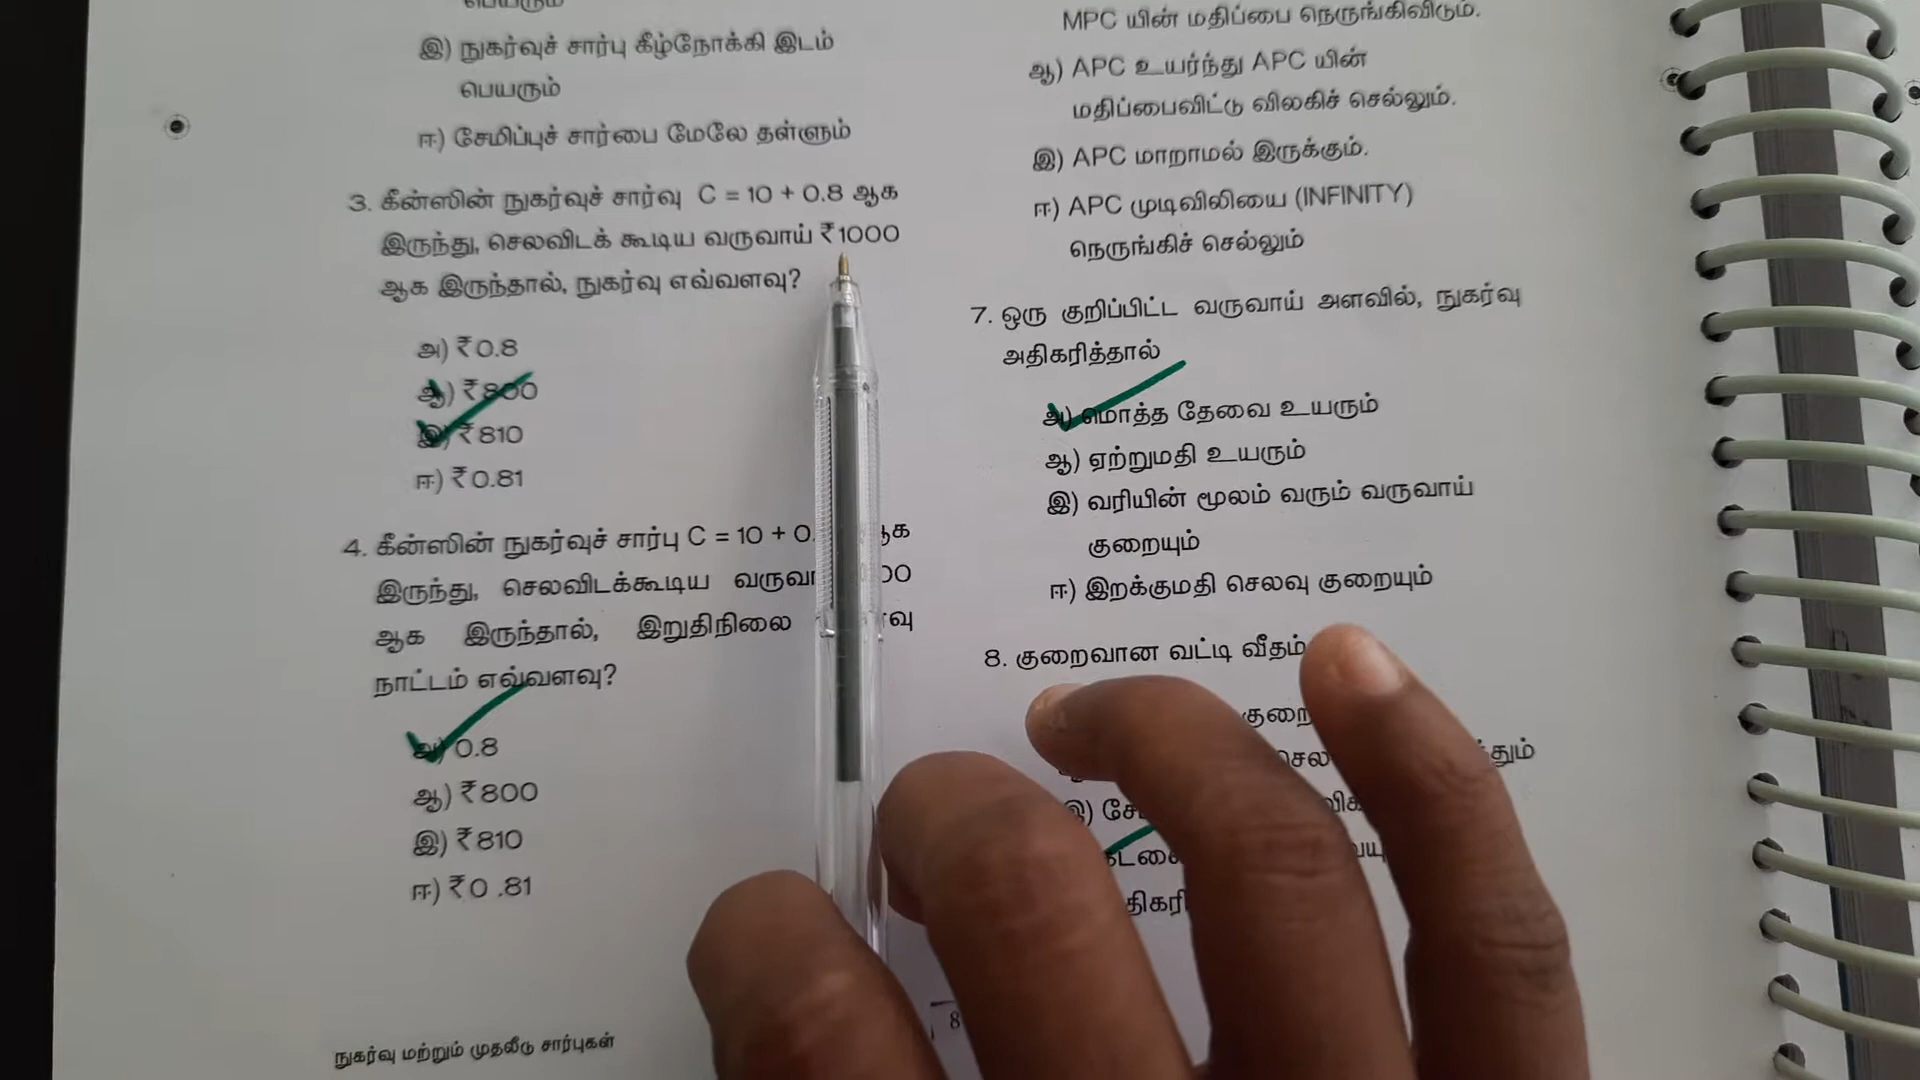 பெயரும்
இ) நுகர்வுச் சார்பு கீழ்நோக்கி இடம்
பெயரும்
ஈ) சேமிப்புச் சார்பை மேலே தள்ளும்
3. கீன்ஸின் நுகர்வுச் சார்வு C = 10 + 0.8 ஆக
இருந்து, செலவிடக் கூடிய வருவாய் ₹1000
ஆக இருந்தால், நுகர்வு எவ்வளவு?
அ) ₹0.8
ஆ) ₹800
இ) ₹810
ஈ) ₹0.81
4. கீன்ஸின் நுகர்வுச் சார்பு C = 10 + 0.
இருந்து, செலவிடக்கூடிய
ஆக இருந்தால், இறுதிநிலை
நாட்டம் எவ்வளவு?
அ) 0.8
ஆ) ₹800
இ) ₹810
ஈ) ₹0 .81
நுகர்வு மற்றும் முதலீடு சார்புகள்
8
MPC யின் மதிப்பை நெருங்கிவிடும்.
ஆ) APC உயர்ந்து APC யின்
மதிப்பைவிட்டு விலகிச் செல்லும்.
இ) APC மாறாமல் இருக்கும்.
ஈ) APC முடிவிலியை (INFINITY)
நெருங்கிச் செல்லும்
7. ஒரு குறிப்பிட்ட வருவாய் அளவில், நுகர்வு
அதிகரித்தால்
அ) மொத்த தேவை உயரும்
ஆ) ஏற்றுமதி உயரும்
இ) வரியின் மூலம் வரும் வருவாய்
குறையும்
ஈ) இறக்குமதி செலவு குறையும்
8. குறைவான வட்டி வீதம்